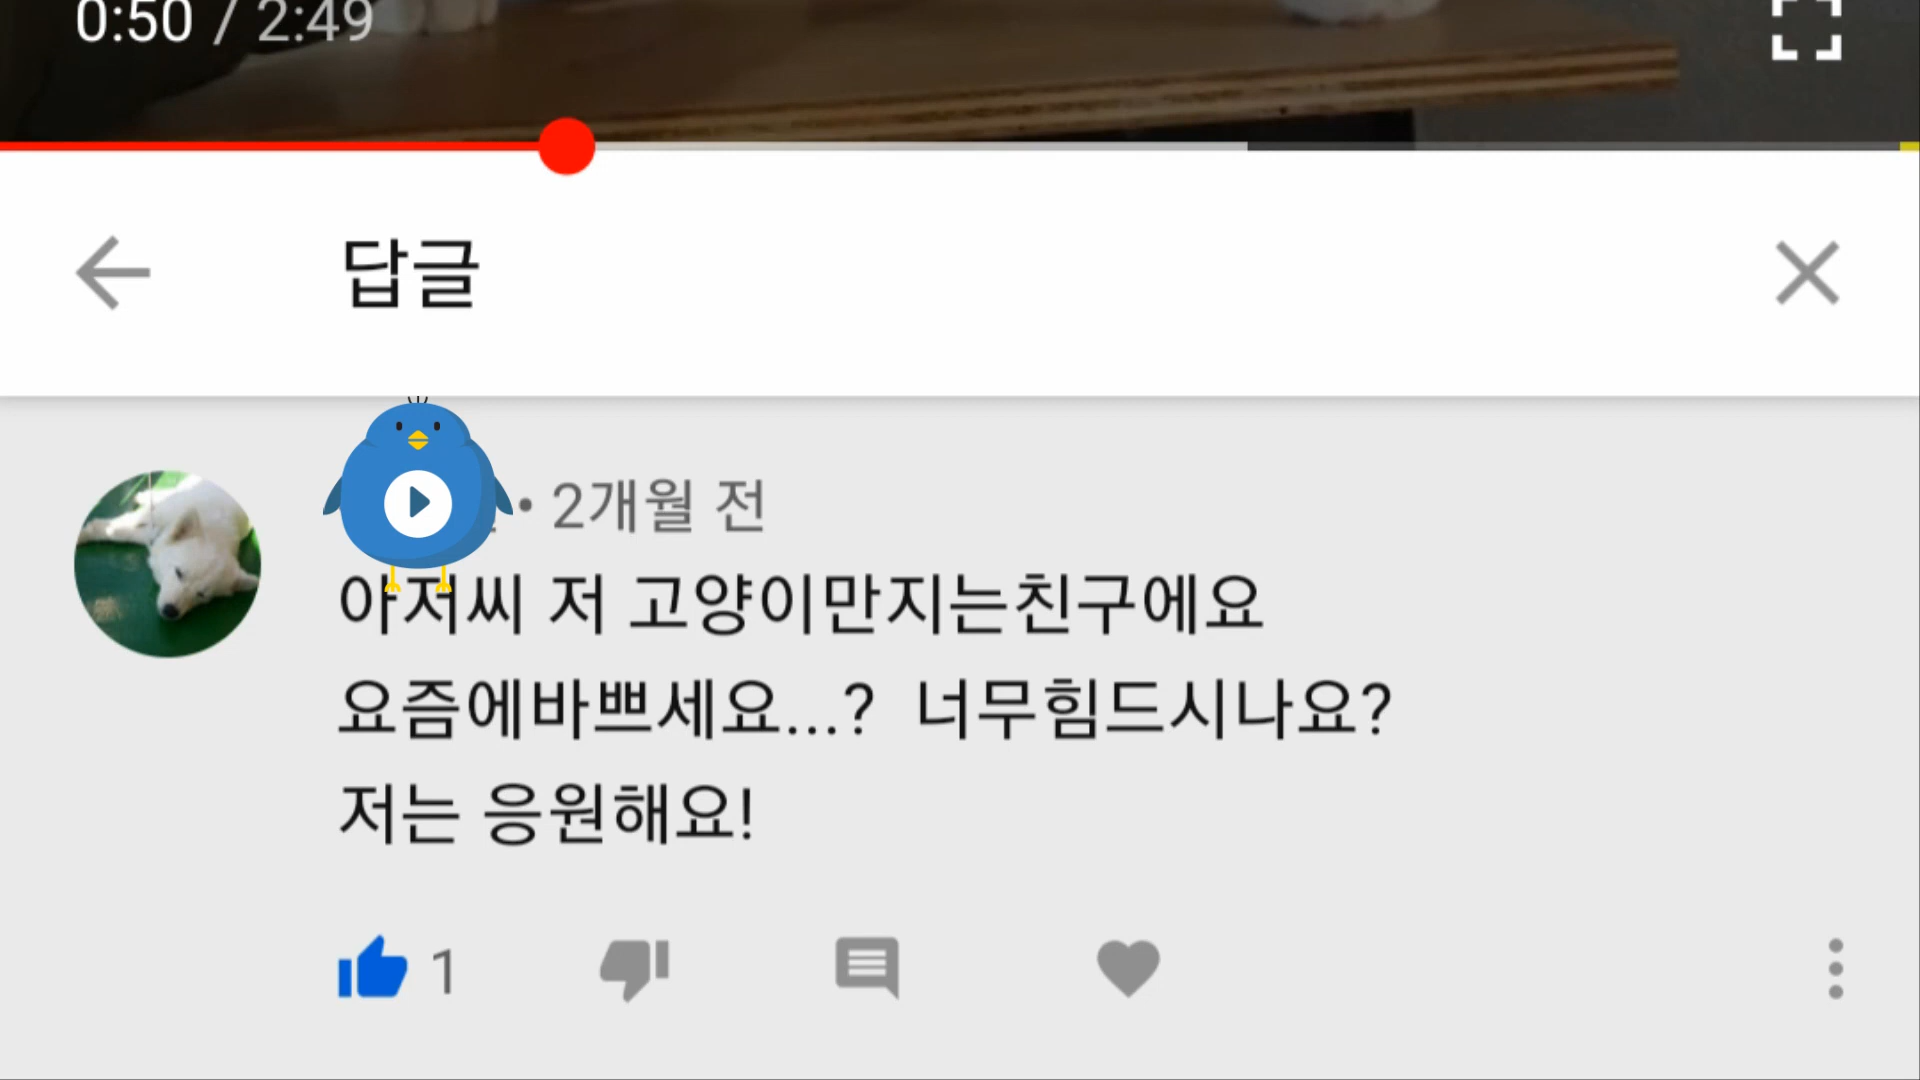 0:50 / 2:49
답글
• 2개월 전
아저씨 저 고양이만지는친구에요
요즘에바쁘세요...? 너무힘드시나요?
저는 응원해요!
1